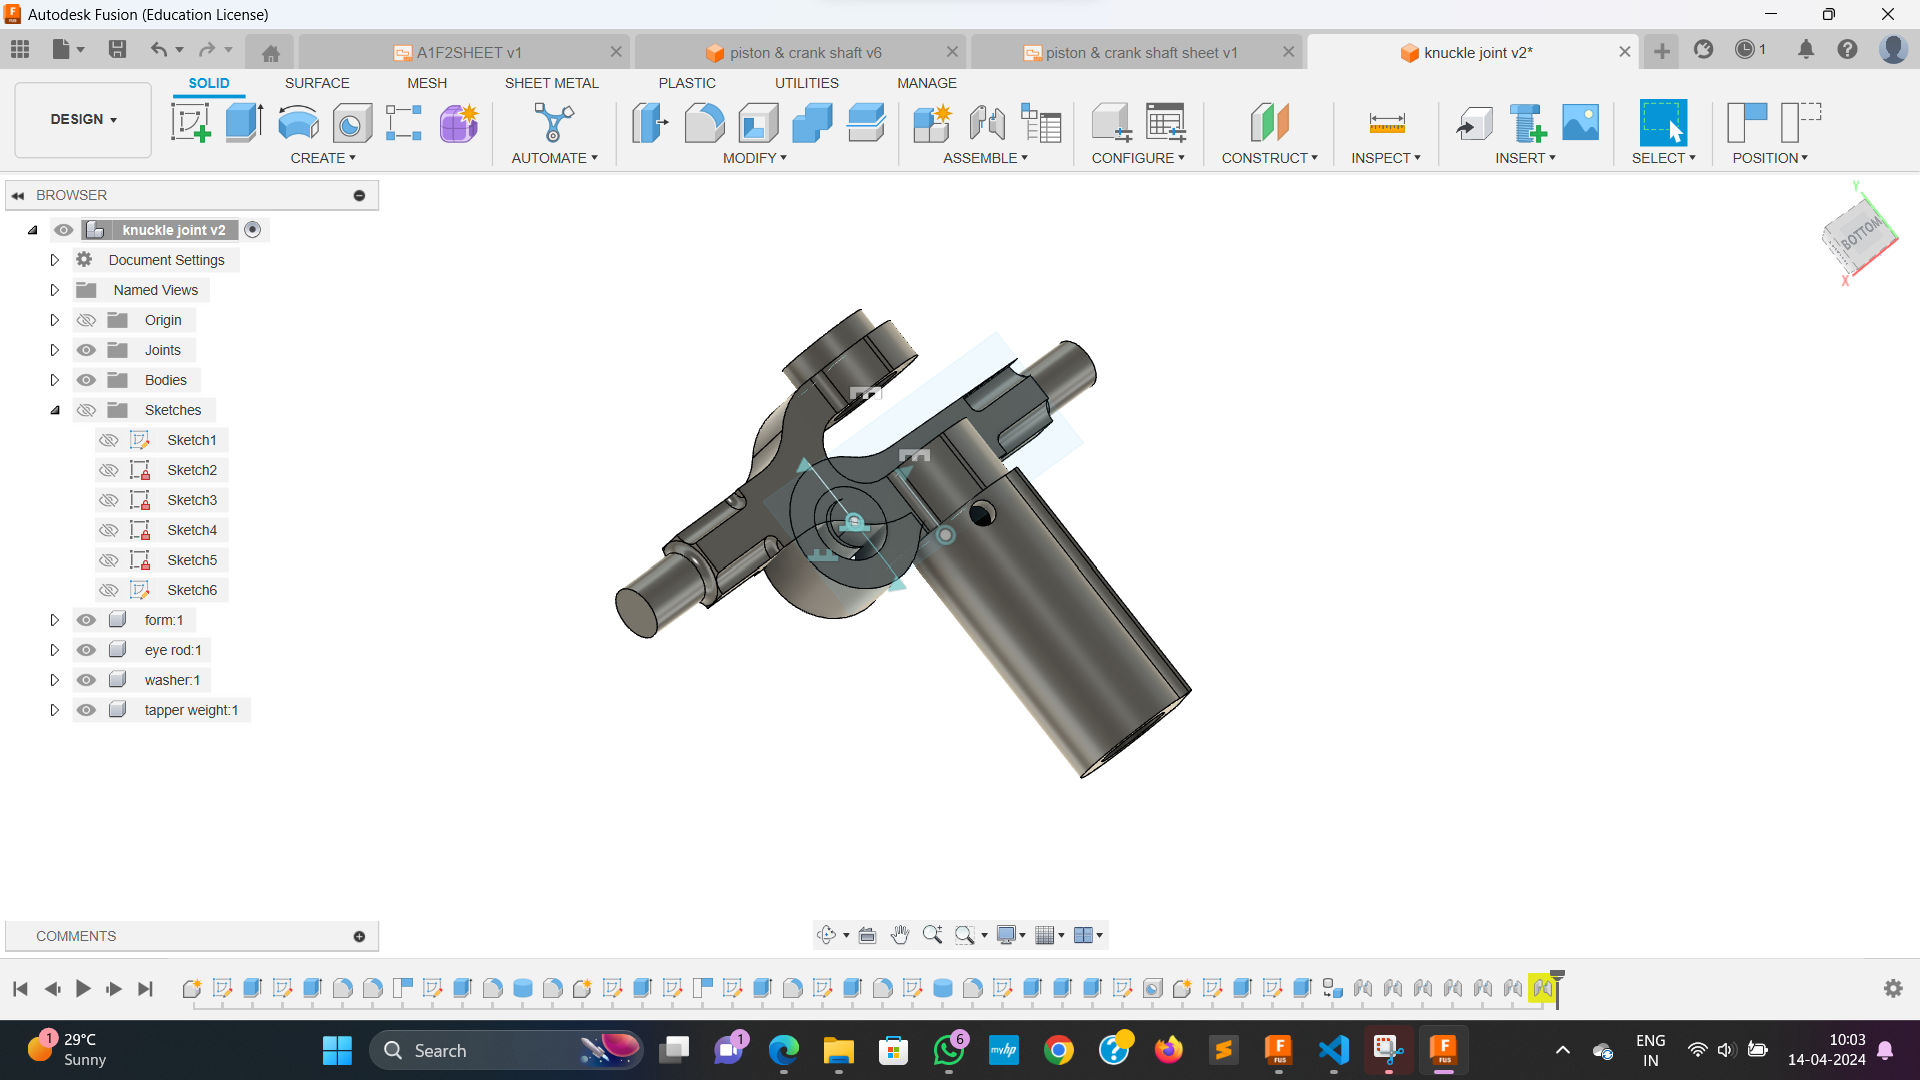 Autodesk Fusion (Education License)
A1F2SHEET v1
piston & crank shaft v6
piston & crank shaft sheet v1
knuckle joint v2*
1
SOLID
SURFACE
MESH
SHEET METAL
PLASTIC
UTILITIES
MANAGE
DESIGN
CREATE
AUTOMATE
MODIFY
ASSEMBLE
CONFIGURE
CONSTRUCT
INSPECT
INSERT
SELECT
POSITION
BROWSER
knuckle joint v2
Document Settings
Named Views
Origin
Joints
Bodies
Sketches
Sketch1
Sketch2
Sketch3
Sketch4
Sketch5
Sketch6
form:1
eye rod:1
washer:1
tapper weight:1
Y
BOTTOM
X
COMMENTS
1
29°C
Sunny
Search
1
6
myhp
F
FUS
F
FUS
ENG
IN
10:03
14-04-2024